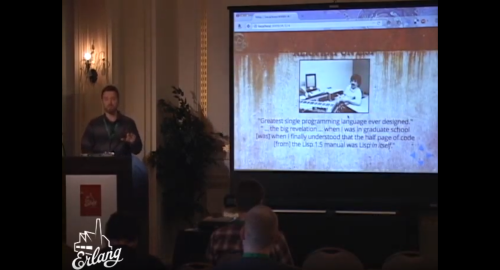 "Greatest single programming language ever designed."
"...the big revelation... when I was in graduate school
[was] when I finally understood that the half page of code
[from] the Lisp 1.5 manual was Lisp in itself."
Erlang